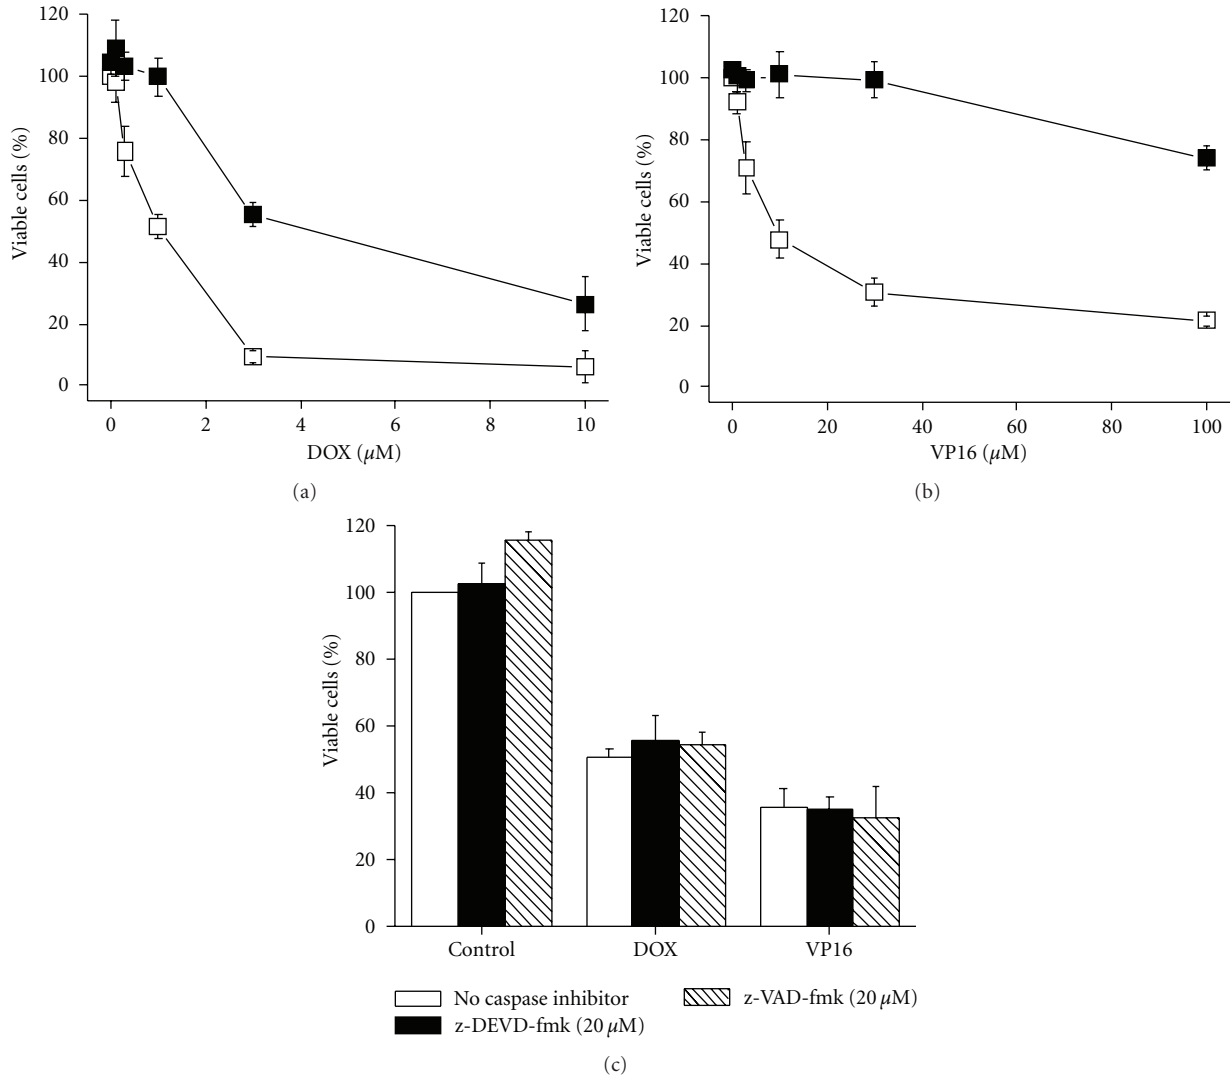 120
100
80
60
40
20
0
Viable cells (%)
0 2 4 6 8 10
DOX (μM)
(a)
120
100
80
60
40
20
0
Viable cells (%)
0 20 40 60 80 100
VP16 (μM)
(b)
120
100
80
60
40
20
0
Viable cells (%)
Control DOX VP16
No caspase inhibitor
z-DEVD-fmk (20 μM)
z-VAD-fmk (20 μM)
(c)